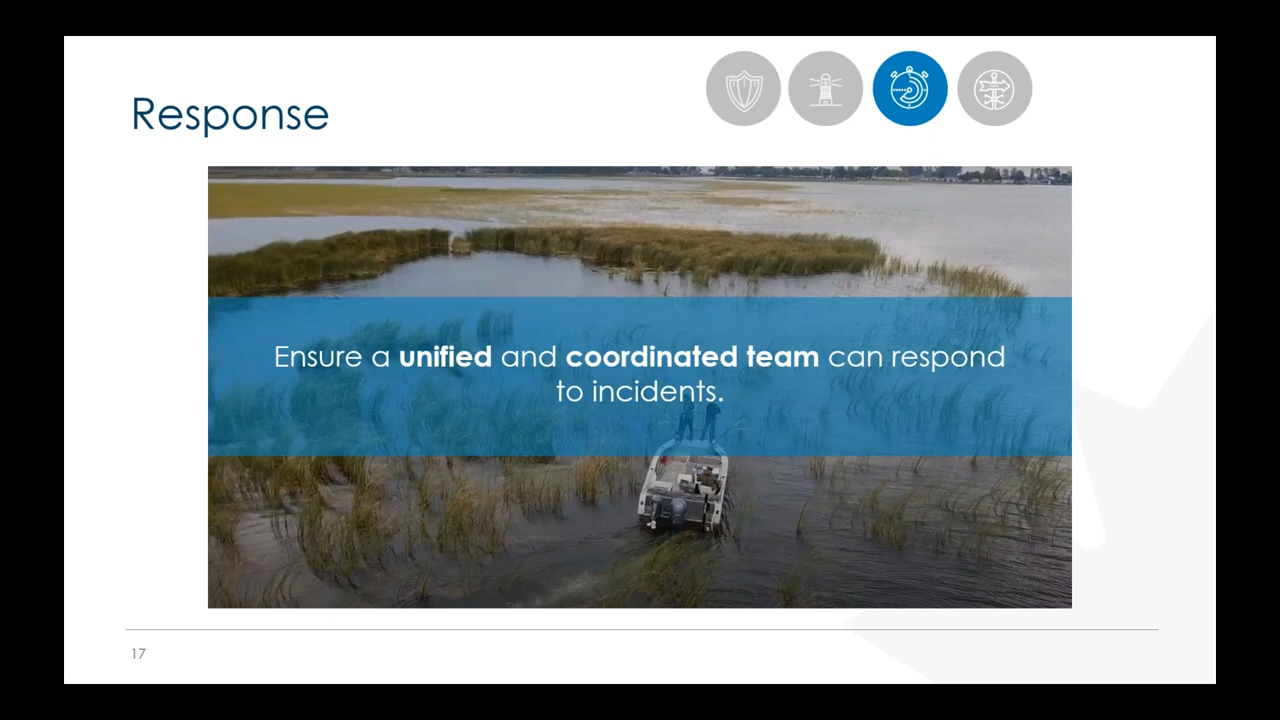 Response
Ensure a unified and coordinated team can respond
to incidents.
17